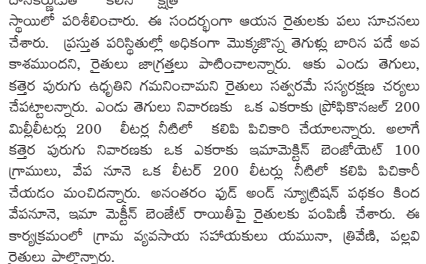 స్థాయిలో పరిశీలించారు. ఈ సందర్భంగా ఆయన రైతులకు పలు సూచనలు
చేశారు. ప్రస్తుత పరిస్థితుల్లో అధికంగా మొక్కజొన్న తెగుళ్లు బారిన పడే అవ
కాశముందని, రైతులు జాగ్రత్తలు పాటించాలన్నారు. ఆకు ఎండు తెగులు,
కత్తెర పురుగు ఉధృతిని గమనించామని రైతులు సత్వరమే సస్యరక్షణ చర్యలు
చేపట్టాలన్నారు. ఎండు తెగులు నివారణకు ఒక ఎకరాకు ప్రోపికొనజల్ 200
మిల్లీలీటర్లు 200 లీటర్ల నీటిలో కలిపి పిచికారి చేయాలన్నారు. అలాగే
కత్తెర పురుగు నివారణకు ఒక ఎకరాకు ఇమామెక్టిన్ బెంజోయెట్ 100
గ్రాములు, వేప నూనె ఒక లీటర్ 200 లీటర్లు నీటిలో కలిపి పిచికారీ
చేయడం మంచిదన్నారు. అనంతరం ఫుడ్ అండ్ న్యూట్రిషన్ పథకం కింద
వేపనూనె, ఇమా మెక్టీన్ బెంజేట్ రాయితీపై రైతులకు పంపిణీ చేశారు. ఈ
కార్యక్రమంలో గ్రామ వ్యవసాయ సహాయకులు యమునా, త్రివేణి, పల్లవి
రైతులు పాల్గొన్నారు.